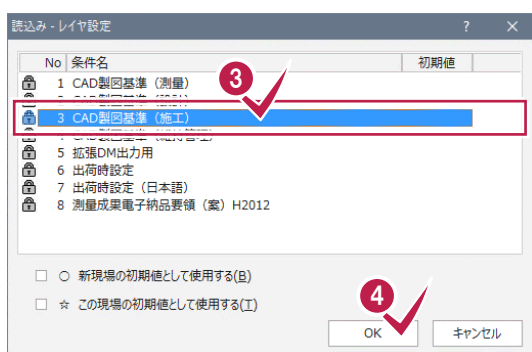 読込み - レイヤ設定 ? ×
No 条件名 初期値
3
1 CAD製図基準（測量）
3 CAD製図基準（施工）
5 拡張DM出力用
6 出荷時設定
7 出荷時設定（日本語）
8 測量成果電子納品要領（案）H2012
○ 新現場の初期値として使用する(B)
☆ この現場の初期値として使用する(T)
4
OK キャンセル